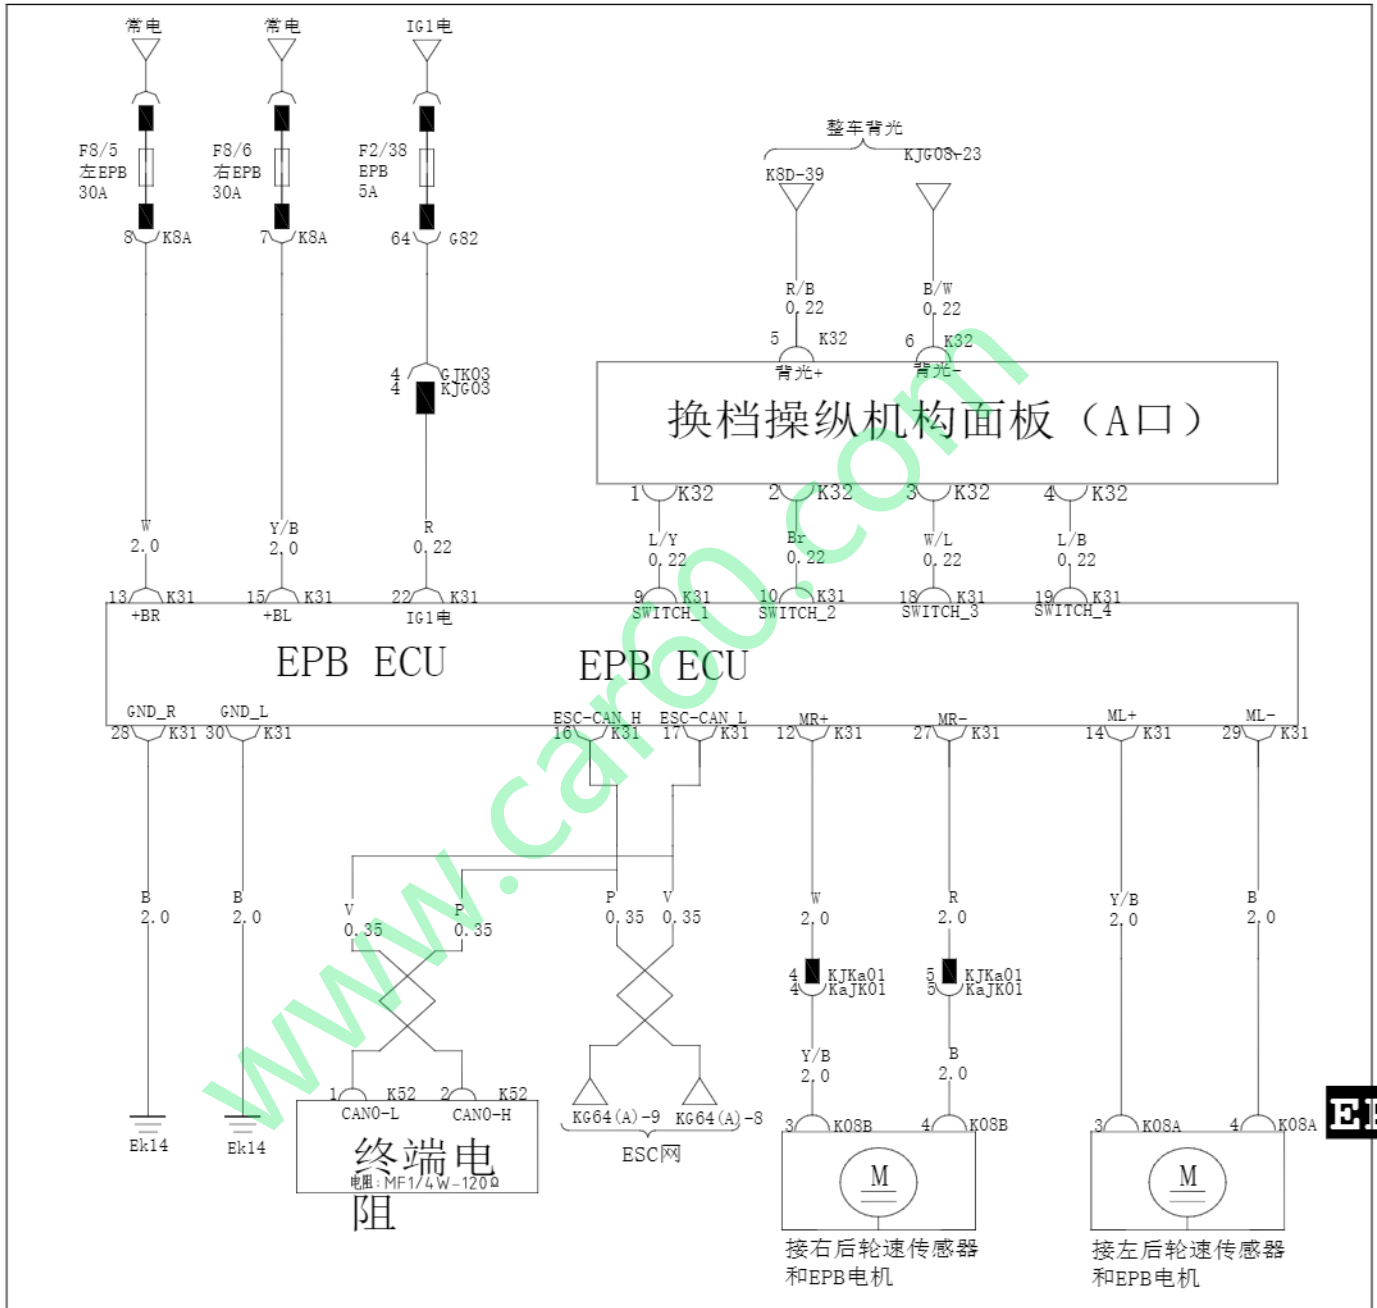 常电
常电
IG1电
F8/5
左EPB
30A
F8/6
右EPB
30A
F2/38
EPB
5A
8 K8A
7 K8A
64 G82
整车背光
K8D-39
KJG08-23
R/B
0.22
B/W
0.22
5 K32
6 K32
背光+
背光-
4 GJK03
4 KJG03
换档操纵机构面板（A口）
1 K32
2 K32
3 K32
4 K32
W
2.0
Y/B
2.0
R
0.22
L/Y
0.22
Br
0.22
W/L
0.22
L/B
0.22
13 K31
15 K31
22 K31
9 K31
10 K31
18 K31
19 K31
+BR
+BL
IG1电
SWITCH_1
SWITCH_2
SWITCH_3
SWITCH_4
EPB ECU
EPB ECU
GND_R
GND_L
ESC-CAN_H
ESC-CAN_L
MR+
MR-
ML+
ML-
28 K31
30 K31
16 K31
17 K31
12 K31
27 K31
14 K31
29 K31
B
2.0
B
2.0
V
0.35
P
0.35
P
0.35
V
0.35
W
2.0
R
2.0
Y/B
2.0
B
2.0
4 KJKa01
4 KaJK01
5 KJKa01
5 KaJK01
Y/B
2.0
B
2.0
Ek14
Ek14
1 K52
2 K52
CAN0-L
CAN0-H
终端电
电阻:MF1/4W-120Ω
阻
KG64(A)-9
KG64(A)-8
ESC网
3 K08B
4 K08B
3 K08A
4 K08A
M
M
接右后轮速传感器
和EPB电机
接左后轮速传感器
和EPB电机
www.car60.com